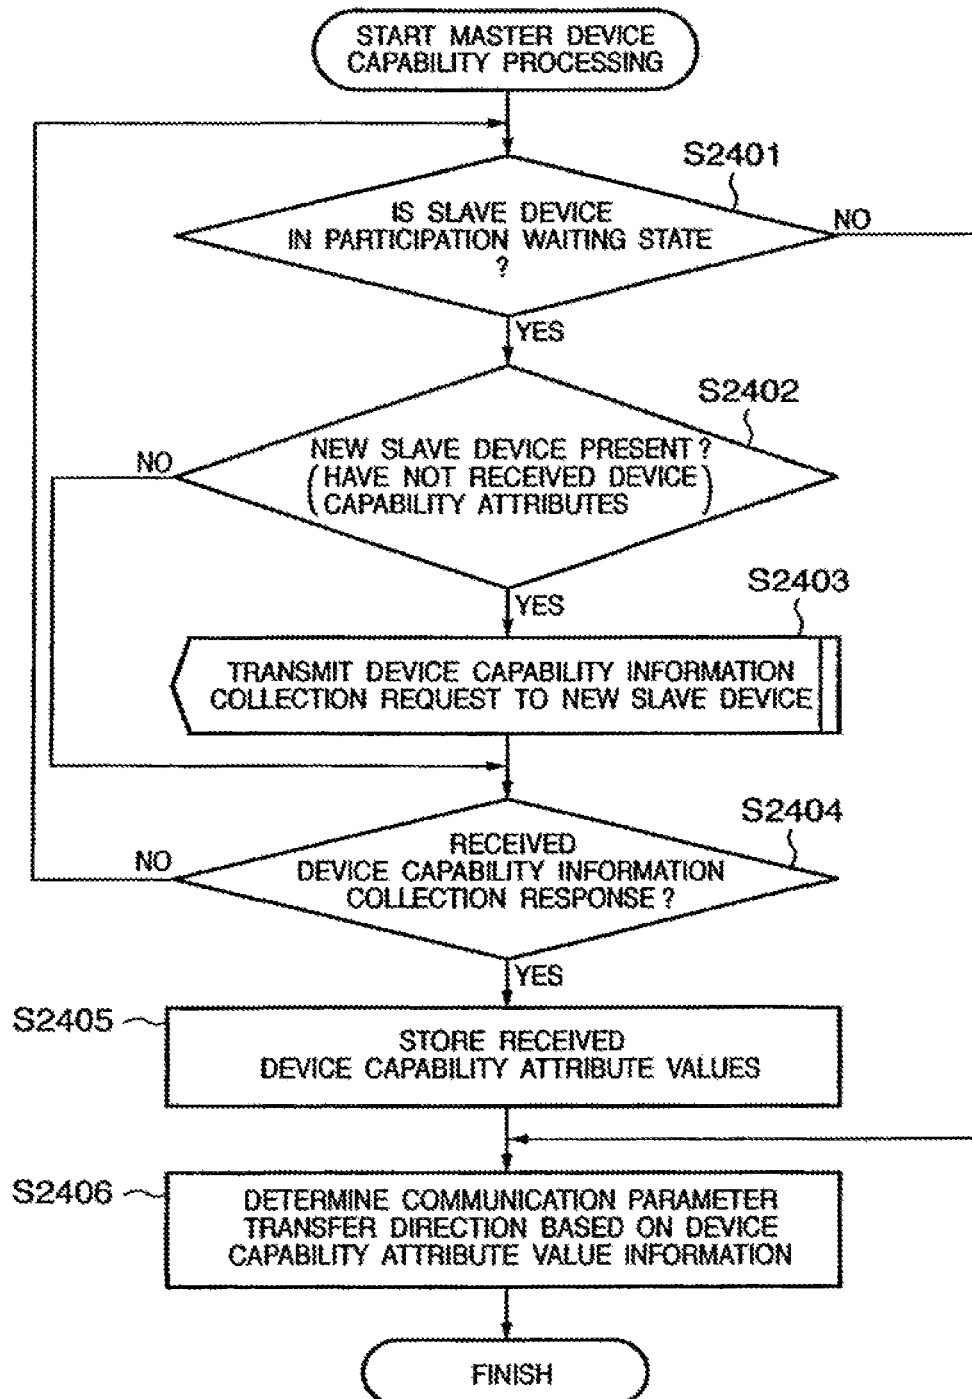 START MASTER DEVICE
CAPABILITY PROCESSING
S2401
IS SLAVE DEVICE
IN PARTICIPATION WAITING STATE
?
NO
YES
S2402
NEW SLAVE DEVICE PRESENT?
(HAVE NOT RECEIVED DEVICE
CAPABILITY ATTRIBUTES)
NO
YES
S2403
TRANSMIT DEVICE CAPABILITY INFORMATION
COLLECTION REQUEST TO NEW SLAVE DEVICE
S2404
RECEIVED
DEVICE CAPABILITY INFORMATION
COLLECTION RESPONSE?
NO
YES
S2405
STORE RECEIVED
DEVICE CAPABILITY ATTRIBUTE VALUES
S2406
DETERMINE COMMUNICATION PARAMETER
TRANSFER DIRECTION BASED ON DEVICE
CAPABILITY ATTRIBUTE VALUE INFORMATION
FINISH